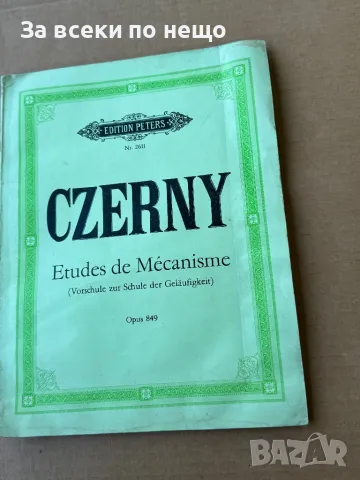 За всеки по нещо
EDITION PETERS
Nr. 2611
CZERNY
Etudes de Mécanisme
(Vorschule zur Schule der Geläufigkeit)
Opus 849
BAZAR